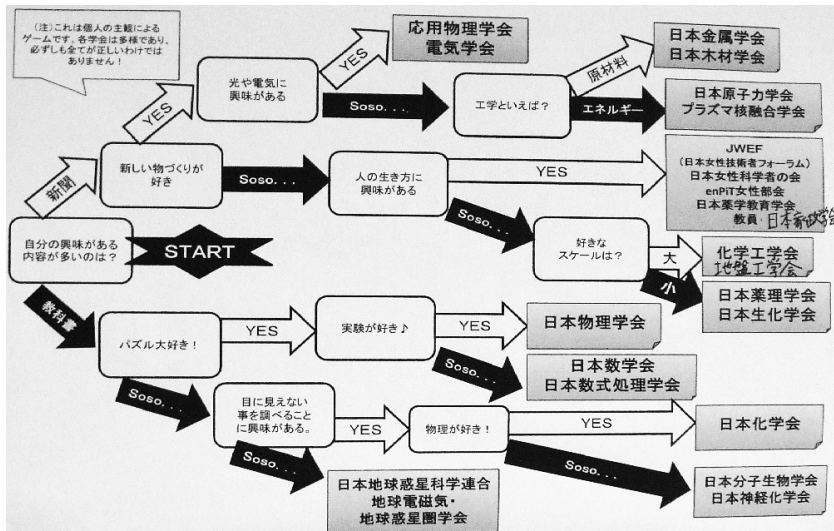 (注)これは個人の主観による
ゲームです。各学会は多様であり、
必ずしも全てが正しいわけでは
ありません！
光や電気に
興味がある
YES
応用物理学会
電気学会
Soso...
工学といえば？
原材料
日本金属学会
日本木材学会
エネルギー
日本原子力学会
プラズマ核融合学会
YES
新聞
新しい物づくりが
好き
Soso...
人の生き方に
興味がある
YES
JWEF
(日本女性技術者フォーラム)
日本女性科学者の会
enPiT女性部会
日本薬学教育学会
教員・日本家政学会
Soso...
好きな
スケールは？
大
化学工学会
地盤工学会
小
日本薬理学会
日本生化学会
自分の興味がある
内容が多いのは？
START
教科書
パズル大好き！
YES
実験が好き♪
YES
日本物理学会
Soso...
日本数学会
日本数式処理学会
Soso...
目に見えない
事を調べること
に興味がある。
YES
物理が好き！
YES
日本化学会
Soso...
日本分子生物学会
日本神経化学会
Soso...
日本地球惑星科学連合
地球電磁気・
地球惑星圏学会